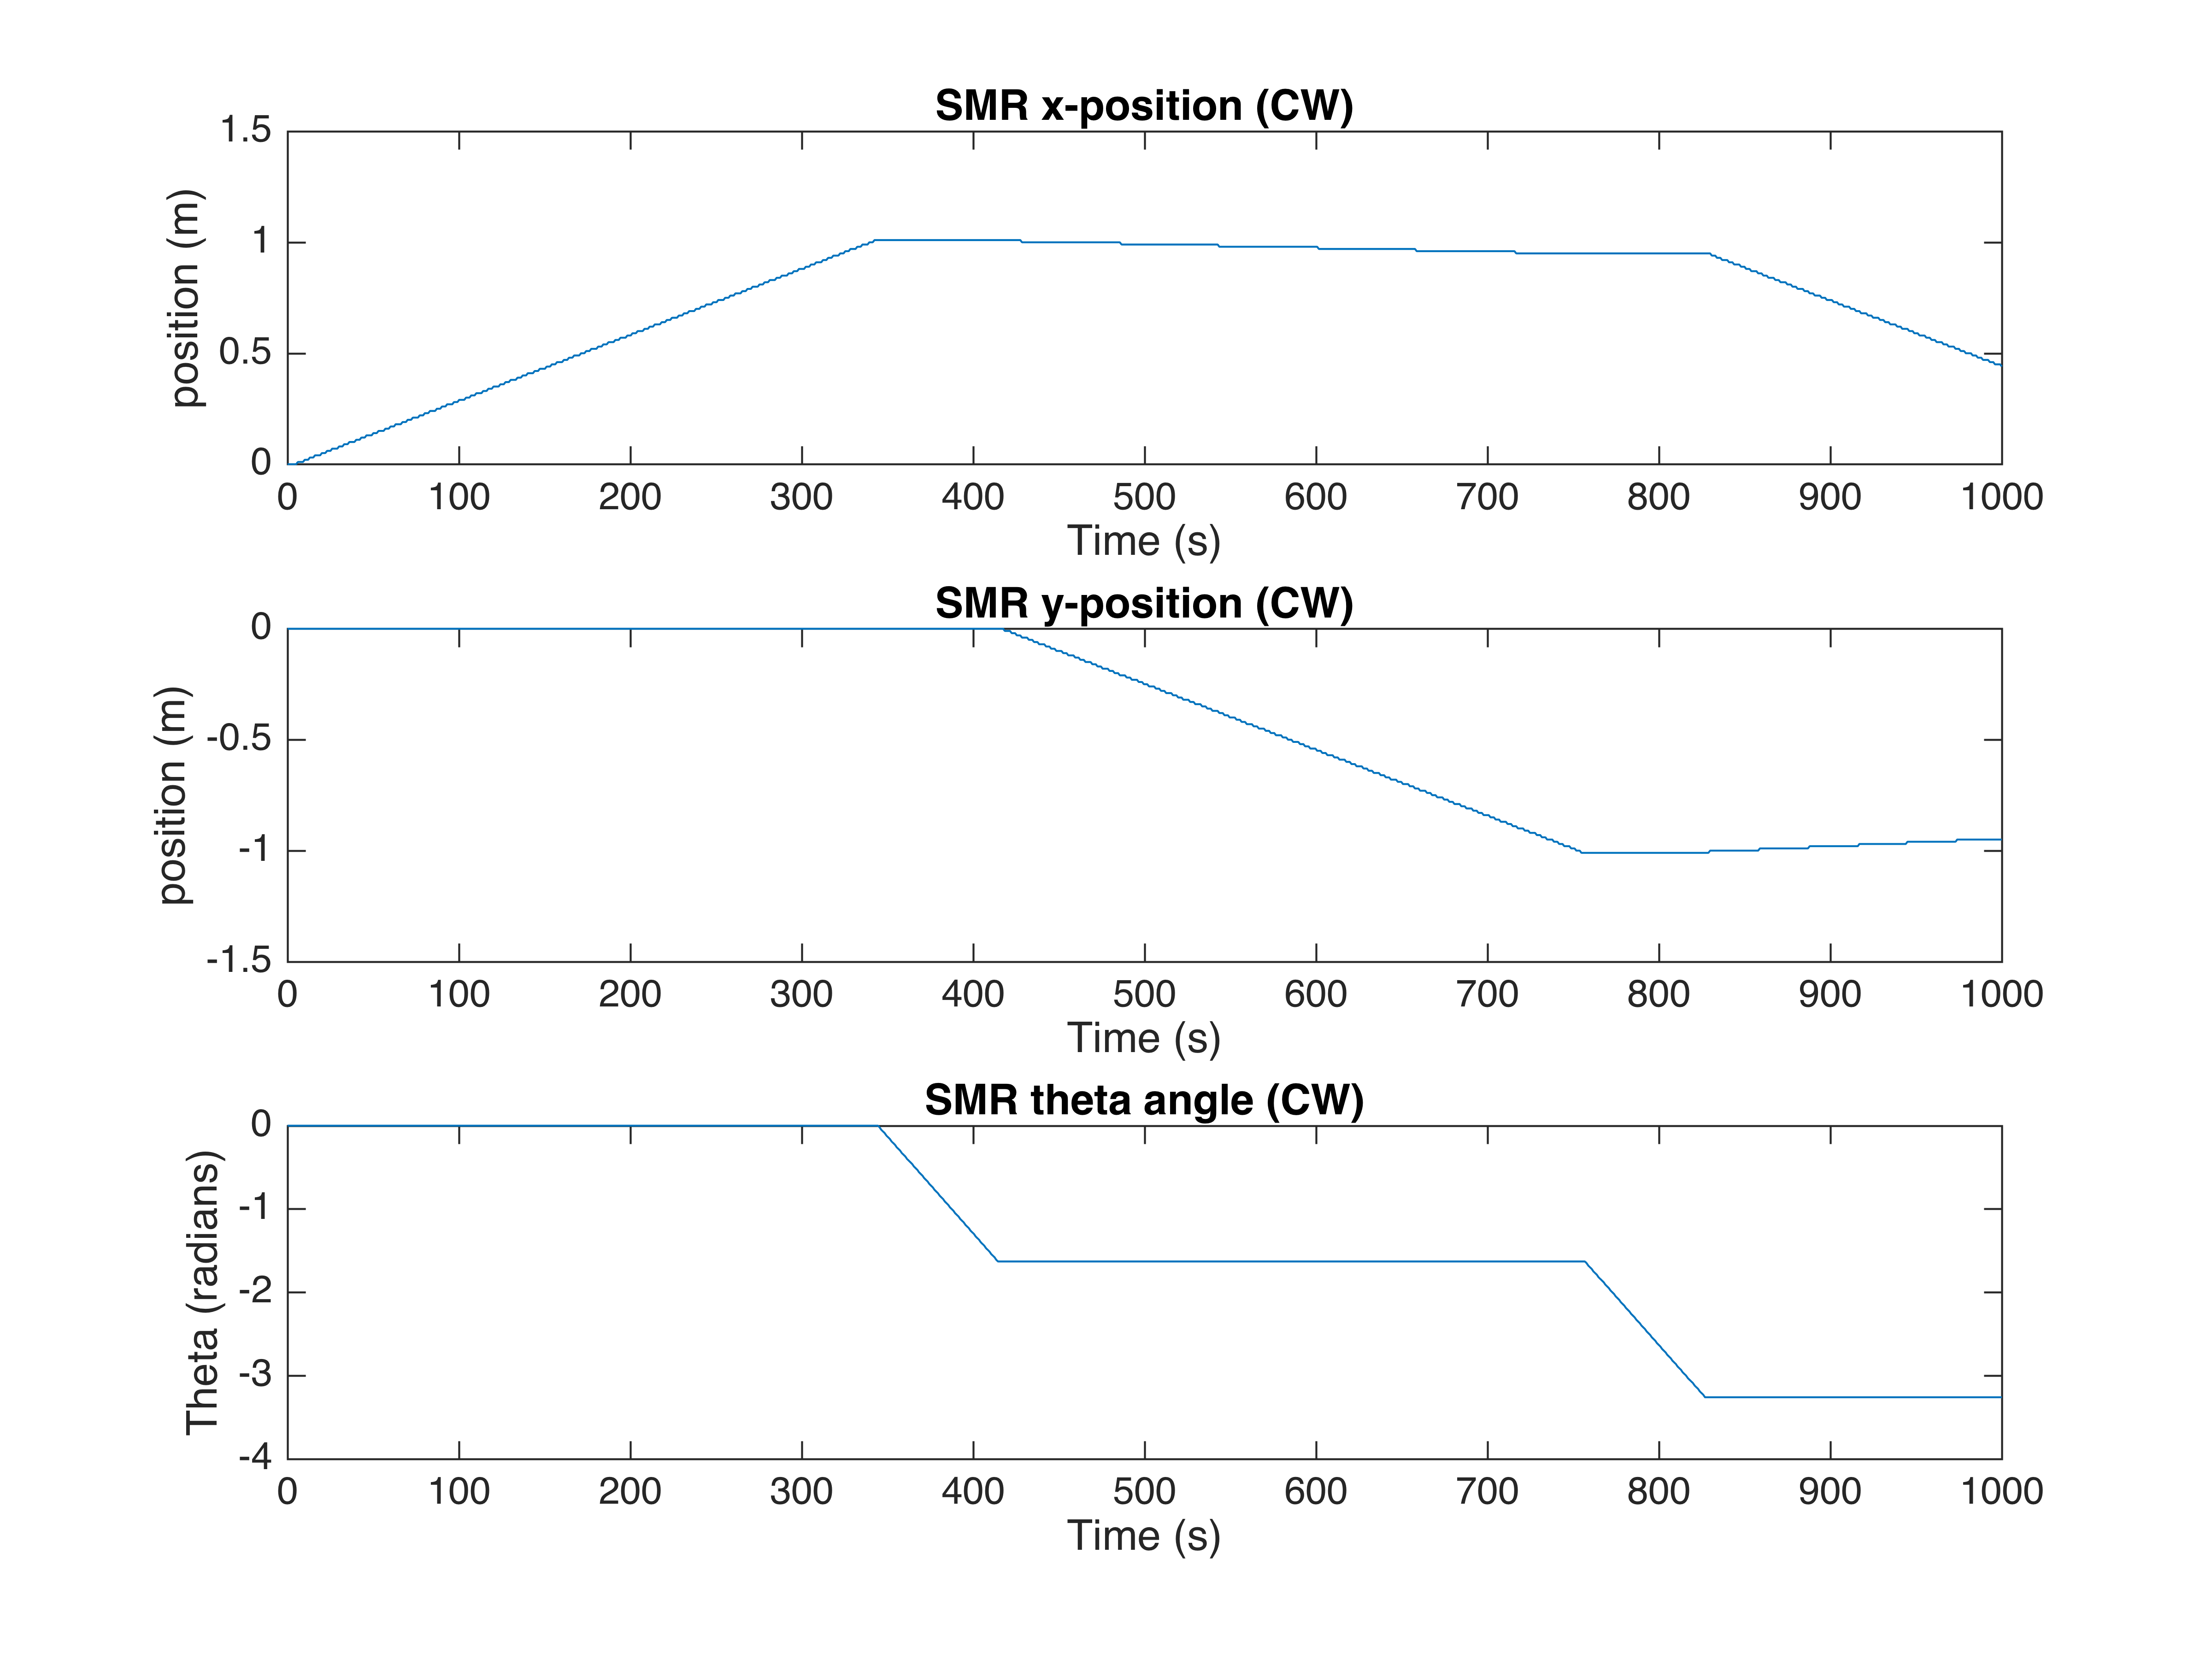 SMR x-position (CW)
1.5
1
0.5
0
position (m)
0 100 200 300 400 500 600 700 800 900 1000
Time (s)
SMR y-position (CW)
0
-0.5
-1
-1.5
position (m)
0 100 200 300 400 500 600 700 800 900 1000
Time (s)
SMR theta angle (CW)
0
-1
-2
-3
-4
Theta (radians)
0 100 200 300 400 500 600 700 800 900 1000
Time (s)